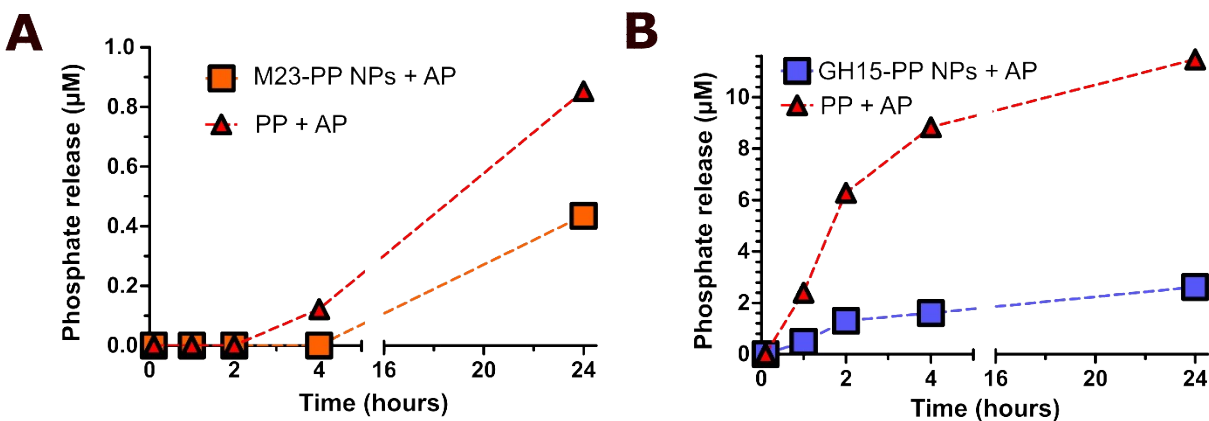 A
Phosphate release (µM)
1.0
0.8
0.6
0.4
0.2
0.0
M23-PP NPs + AP
PP + AP
0 2 4 16 20 24
Time (hours)
B
Phosphate release (µM)
10
8
6
4
2
0
GH15-PP NPs + AP
PP + AP
0 2 4 16 20 24
Time (hours)